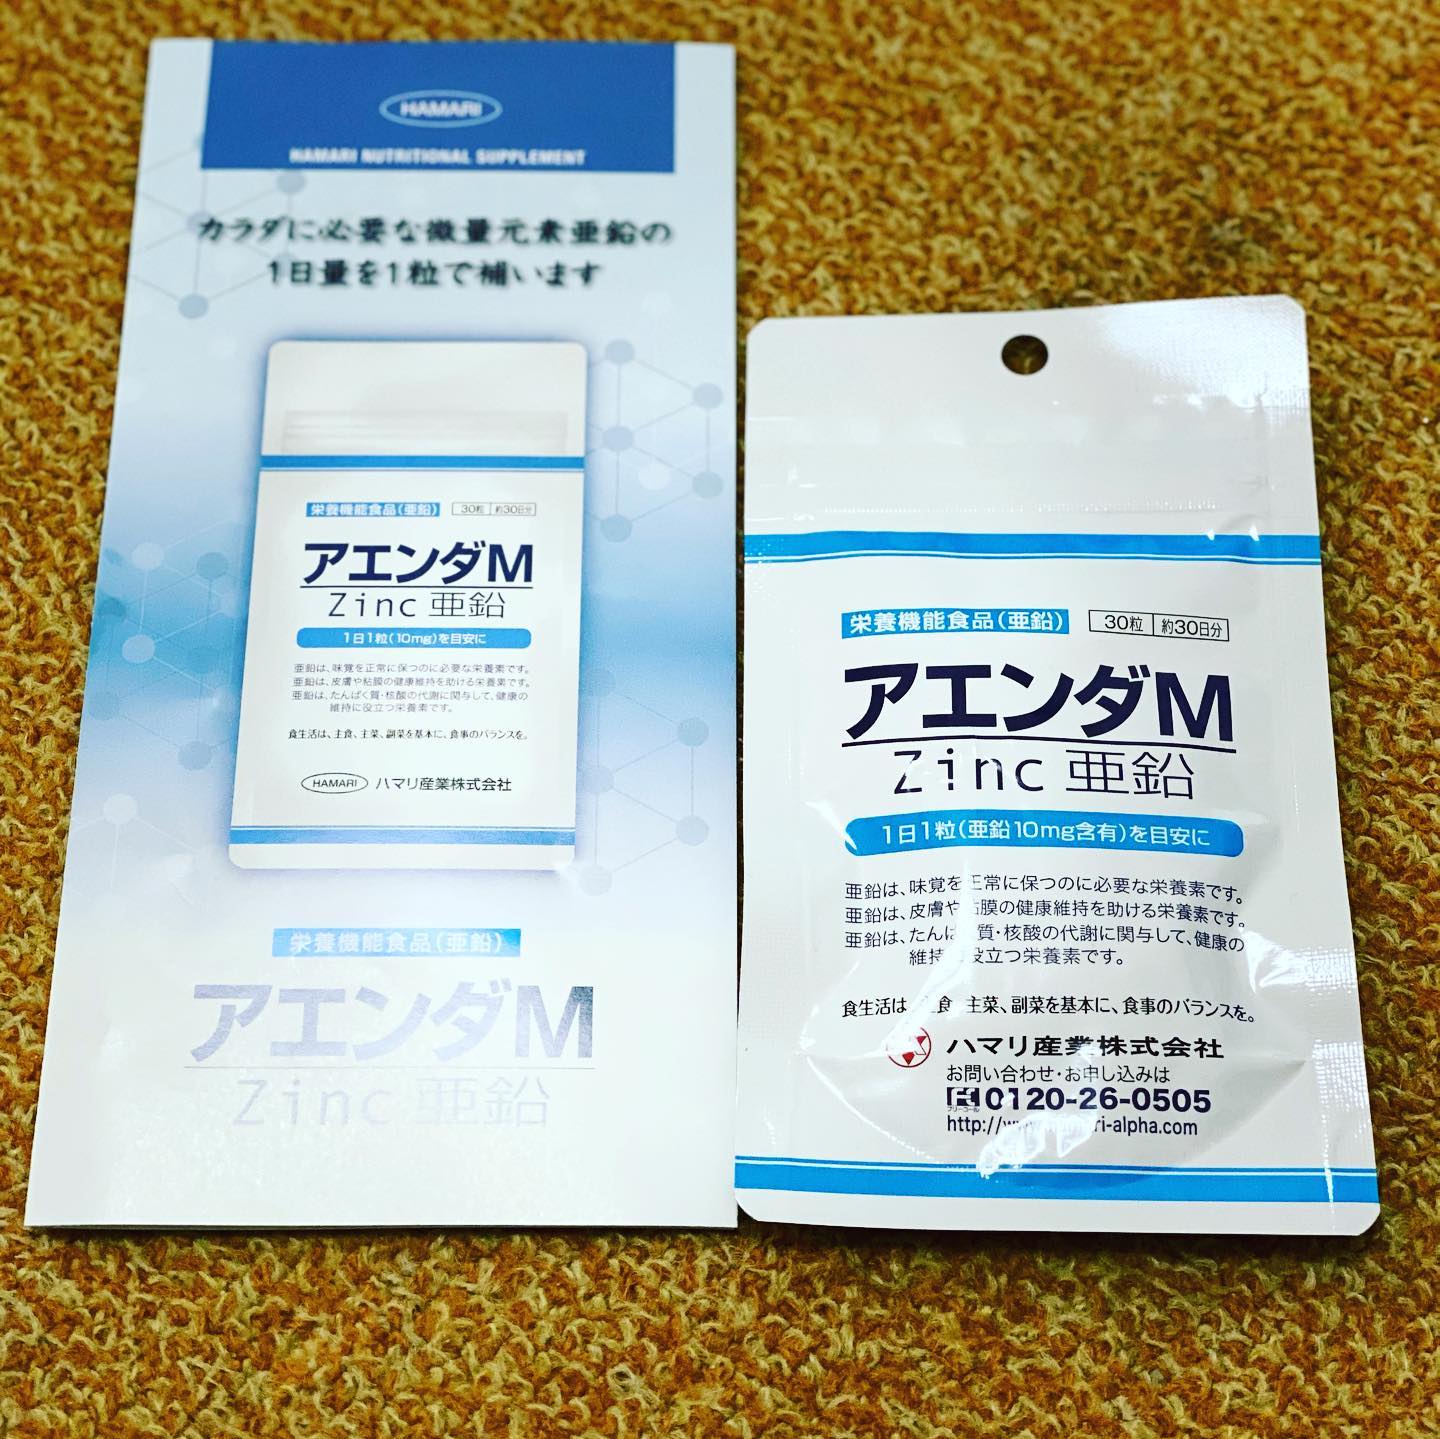 HAMARI
HAMARI NUTRITIONAL SUPPLEMENT
カラダに必要な微量元素亜鉛の
1日量を1粒で補います
栄養機能食品(亜鉛) 30粒 約30日分
アエンダM
Zinc 亜鉛
1日1粒(10mg)を目安に
亜鉛は、味覚を正常に保つのに必要な栄養素です。
亜鉛は、皮膚や粘膜の健康維持を助ける栄養素です。
亜鉛は、たんぱく質・核酸の代謝に関与して、健康の
維持に役立つ栄養素です。
食生活は、主食、主菜、副菜を基本に、食事のバランスを。
HAMARI ハマリ産業株式会社
栄養機能食品(亜鉛)
アエンダM
Zinc 亜鉛
栄養機能食品(亜鉛) 30粒 約30日分
アエンダM
Zinc 亜鉛
1日1粒(亜鉛10mg含有)を目安に
亜鉛は、味覚を正常に保つのに必要な栄養素です。
亜鉛は、皮膚や粘膜の健康維持を助ける栄養素です。
亜鉛は、たんぱく質・核酸の代謝に関与して、健康の
維持に役立つ栄養素です。
食生活は、主食、主菜、副菜を基本に、食事のバランスを。
ハマリ産業株式会社
お問い合わせ・お申し込みは
フリーコール 0120-26-0505
http://www.hamari-alpha.com